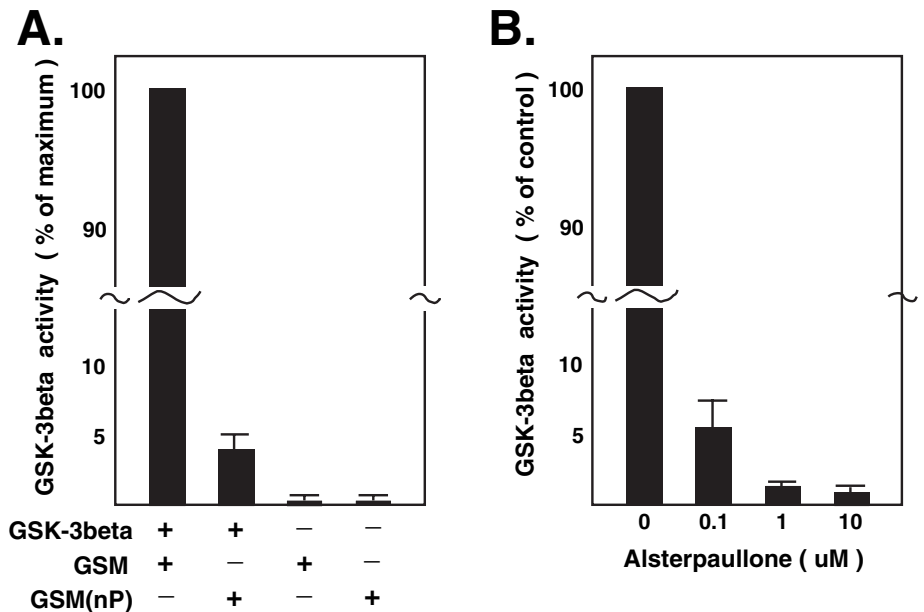 A.
GSK-3beta activity ( % of maximum )
100
90
10
5
GSK-3beta + + – –
GSM + – + –
GSM(nP) – + – +
B.
GSK-3beta activity ( % of control )
100
90
10
5
0 0.1 1 10
Alsterpaullone ( uM )